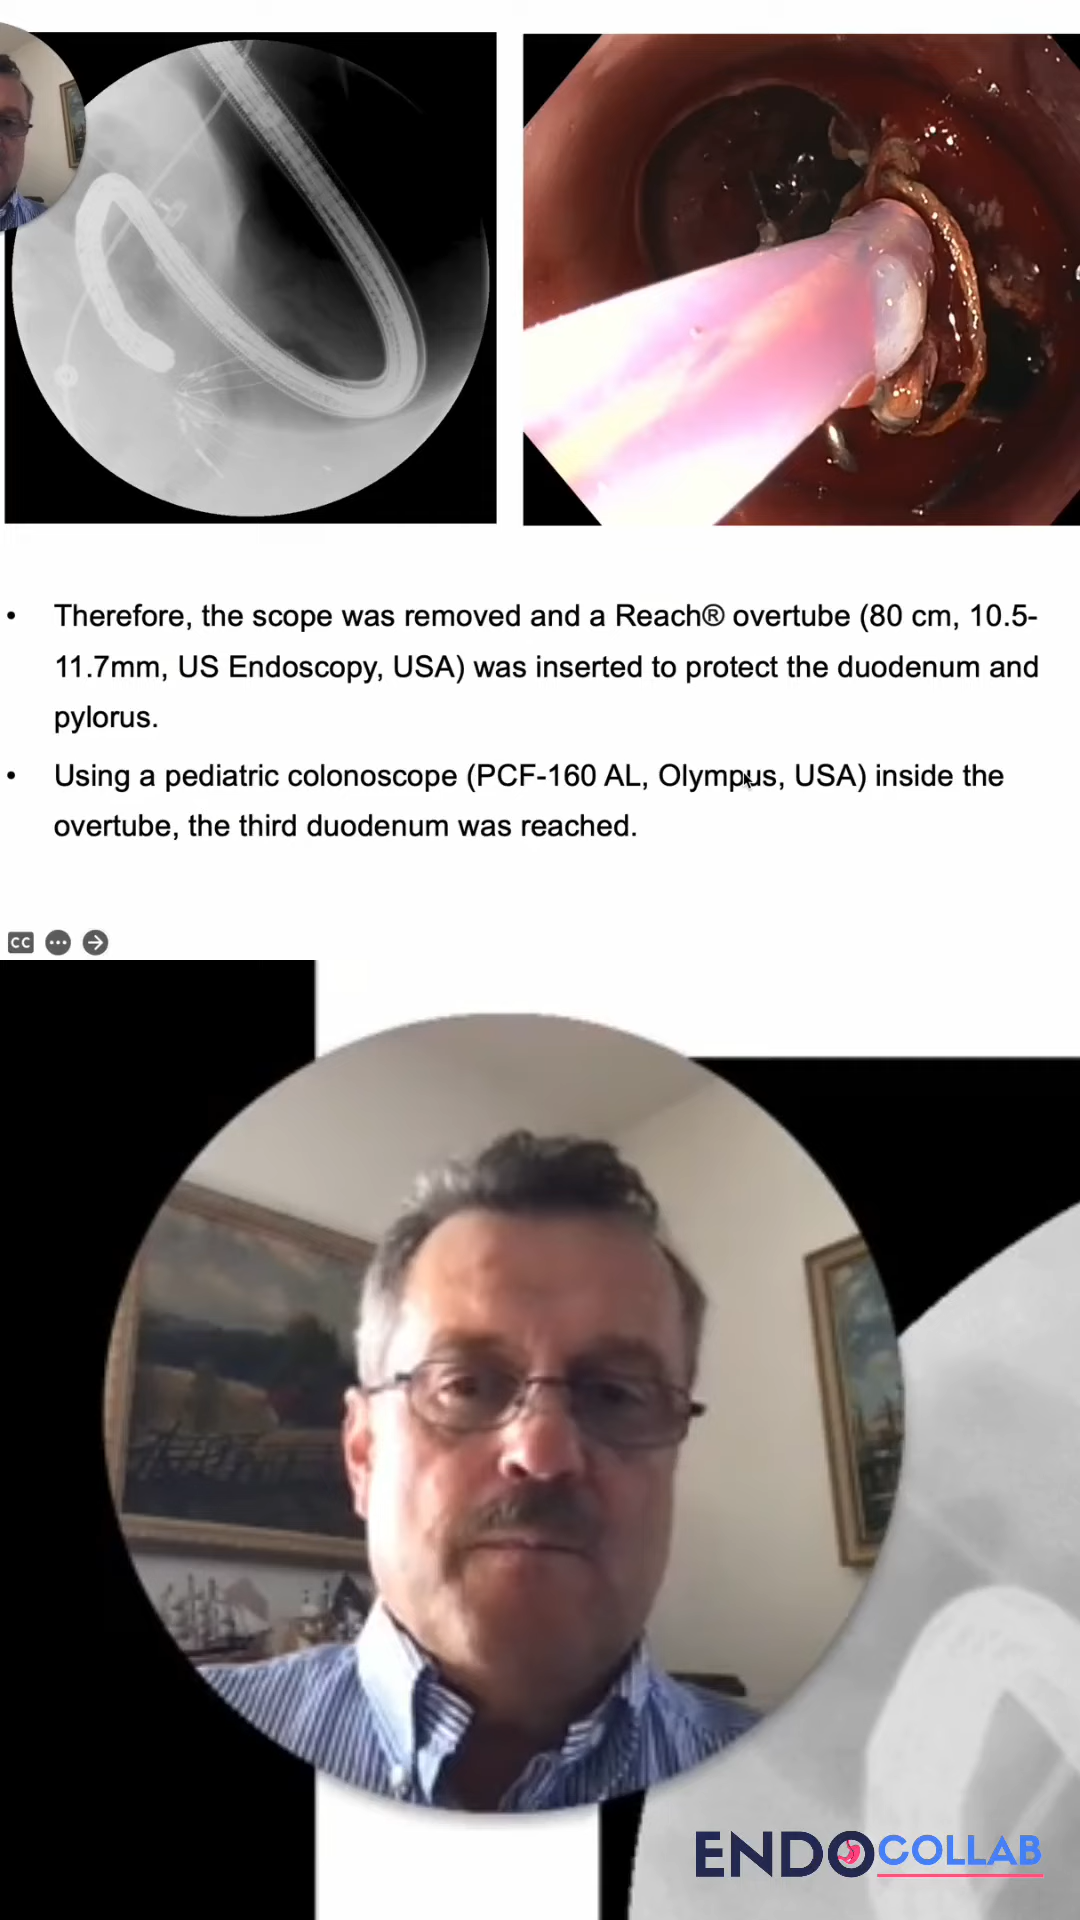 • Therefore, the scope was removed and a Reach® overtube (80 cm, 10.5-
11.7mm, US Endoscopy, USA) was inserted to protect the duodenum and
pylorus.
• Using a pediatric colonoscope (PCF-160 AL, Olympus, USA) inside the
overtube, the third duodenum was reached.
CC
ENDOCOLLAB